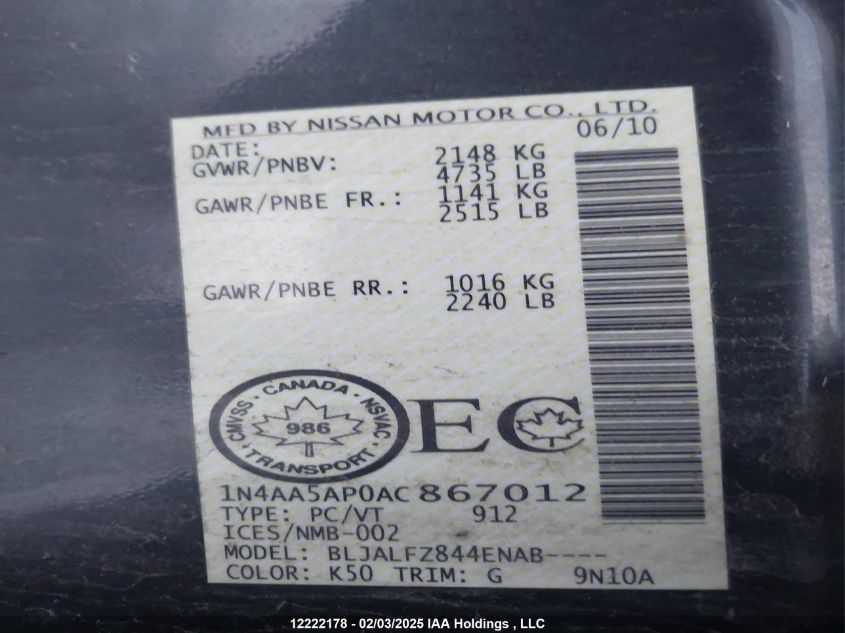 MFD BY NISSAN MOTOR CO., LTD.
DATE: 06/10
GVWR/PNBV: 2148 KG
4735 LB
GAWR/PNBE FR.: 1141 KG
2515 LB
GAWR/PNBE RR.: 1016 KG
2240 LB
CMVSS · CANADA · NSVAC
986
TRANSPORT
EC
1N4AA5AP0AC 867012
TYPE: PC/VT 912
ICES/NMB-002
MODEL: BLJALFZ844ENAB----
COLOR: K50 TRIM: G 9N10A
12222178 - 02/03/2025 IAA Holdings , LLC